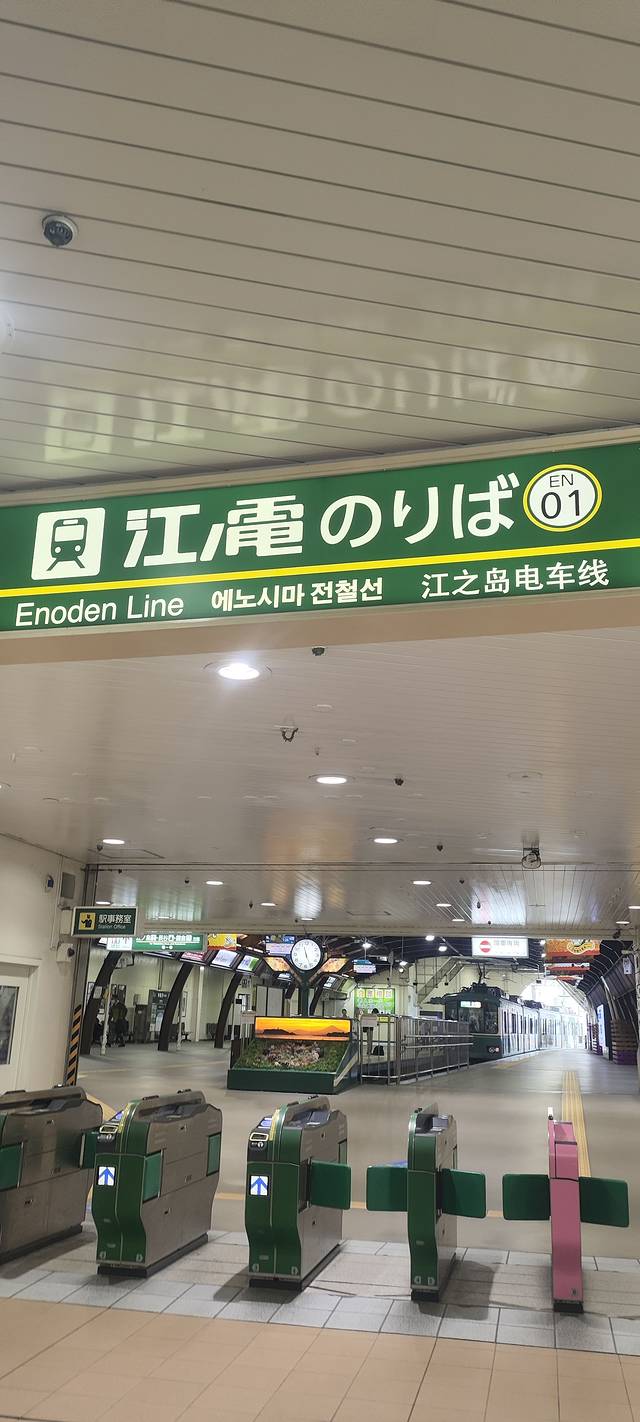 江ノ電 のりば EN 01
Enoden Line 에노시마 전철선 江之岛电车线
駅事務室
Station Office